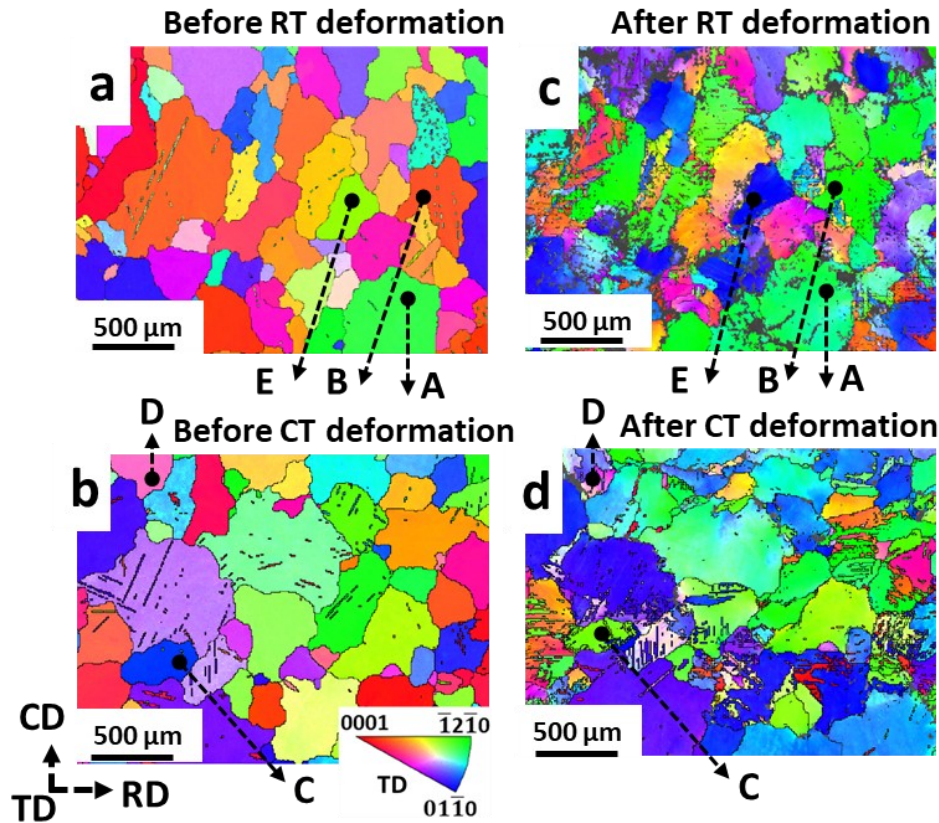 Before RT deformation
After RT deformation
a
c
500 µm
500 µm
E
B
A
E
B
A
D
Before CT deformation
D
After CT deformation
b
d
0001
1̅21̅0
TD
011̅0
500 µm
500 µm
C
C
CD
TD
RD